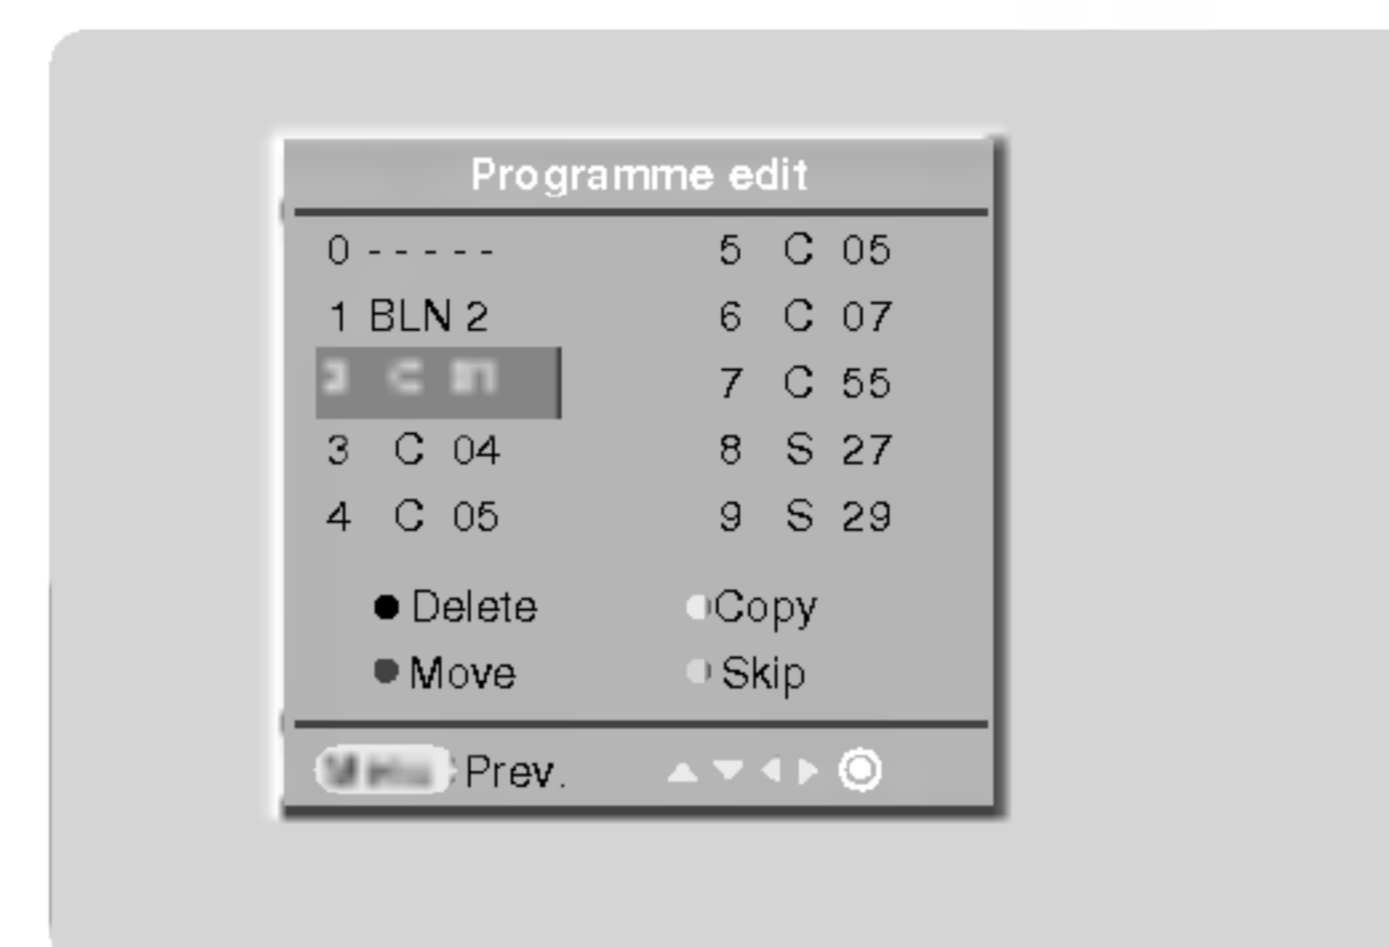 Programme edit
0 - - - - -
1 BLN 2
C
3 C 04
4 C 05
5 C 05
6 C 07
7 C 55
8 S 27
9 S 29
Delete
Copy
Move
Skip
Prev.